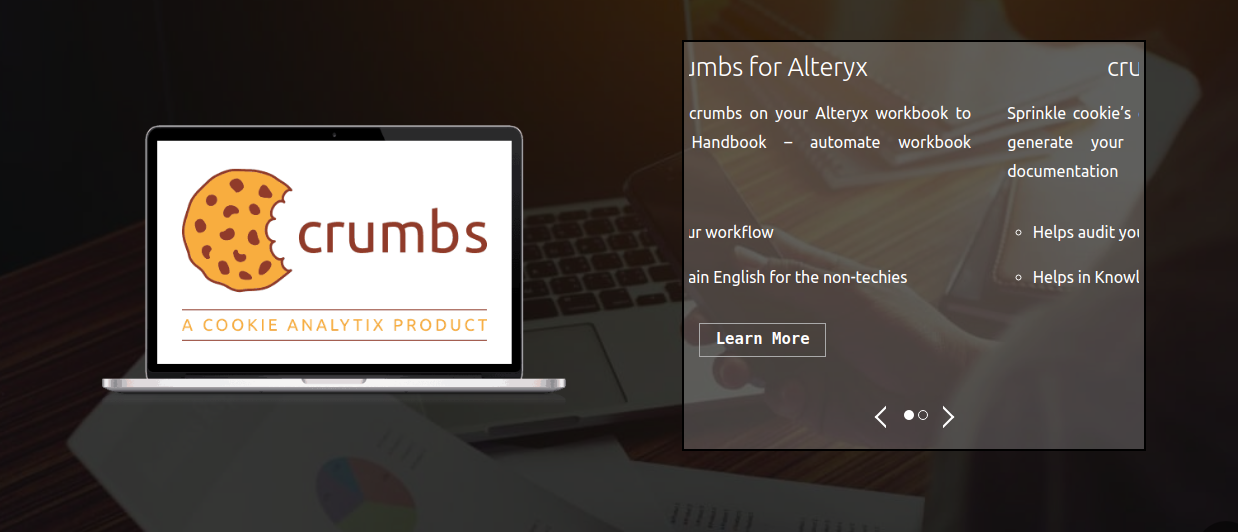 crumbs
A COOKIE ANALYTIX PRODUCT
umbs for Alteryx
crumbs on your Alteryx workbook to
Handbook – automate workbook
ur workflow
ain English for the non-techies
Learn More
cru
Sprinkle cookie’s
generate your
documentation
Helps audit you
Helps in Knowl